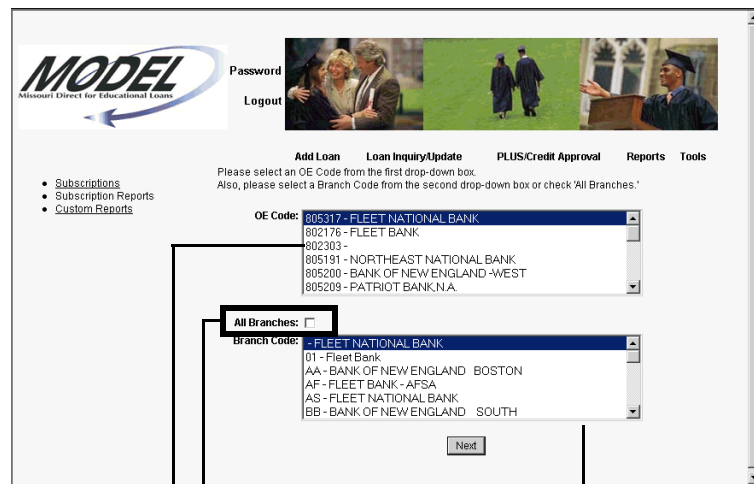 MODEL
Missouri Direct for Educational Loans
Password
Logout
Add Loan Loan Inquiry/Update PLUS/Credit Approval Reports Tools
Please select an OE Code from the first drop-down box.
Also, please select a Branch Code from the second drop-down box or check 'All Branches.'
Subscriptions
Subscription Reports
Custom Reports
OE Code:
805317 - FLEET NATIONAL BANK
802176 - FLEET BANK
802303 -
805191 - NORTHEAST NATIONAL BANK
805200 - BANK OF NEW ENGLAND -WEST
805209 - PATRIOT BANK,N.A.
All Branches:
Branch Code:
- FLEET NATIONAL BANK
01 - Fleet Bank
AA - BANK OF NEW ENGLAND BOSTON
AF - FLEET BANK - AFSA
AS - FLEET NATIONAL BANK
BB - BANK OF NEW ENGLAND SOUTH
Next